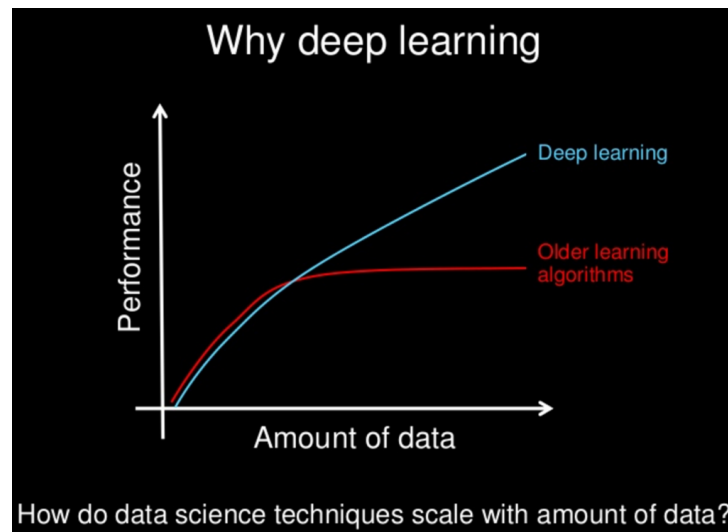 Why deep learning
Performance
Deep learning
Older learning
algorithms
Amount of data
How do data science techniques scale with amount of data?